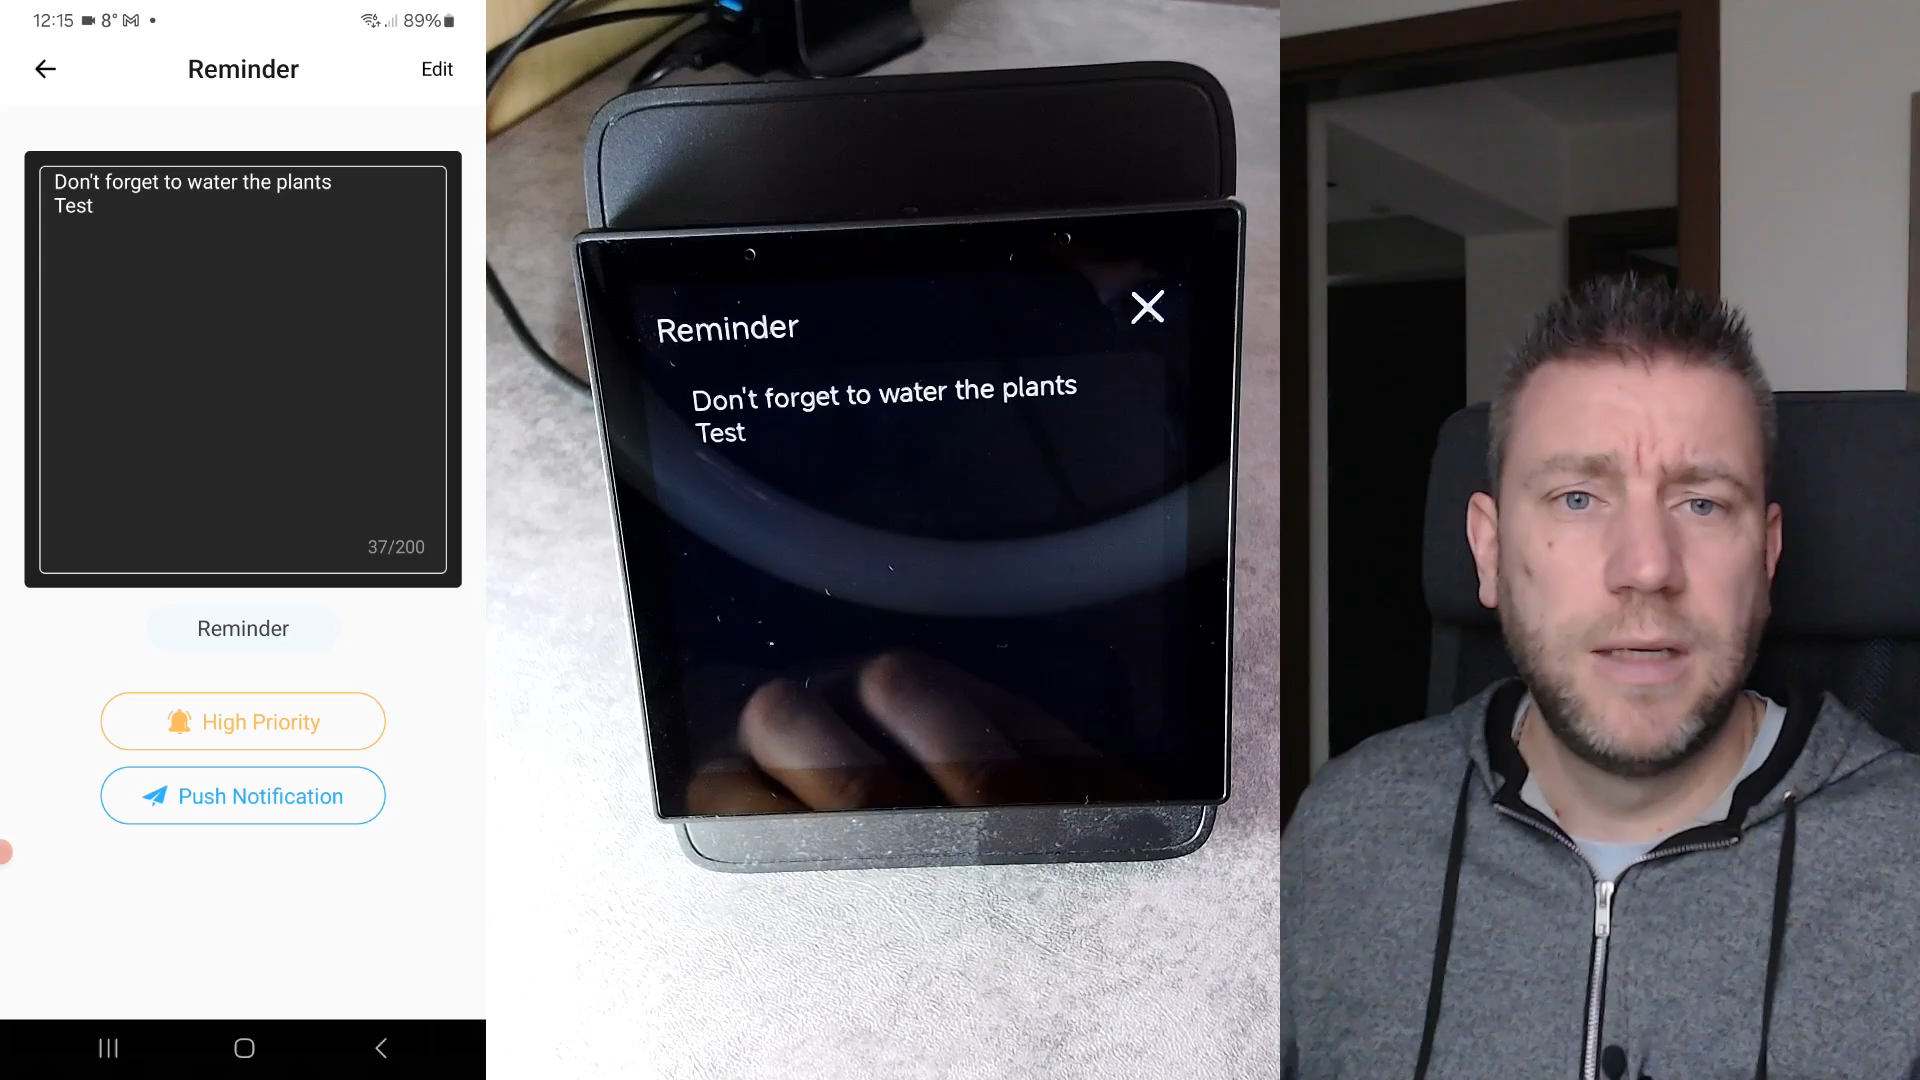 12:15 8° 89%
Reminder
Edit
Don't forget to water the plants
Test
37/200
Reminder
High Priority
Push Notification
Reminder
Don't forget to water the plants
Test